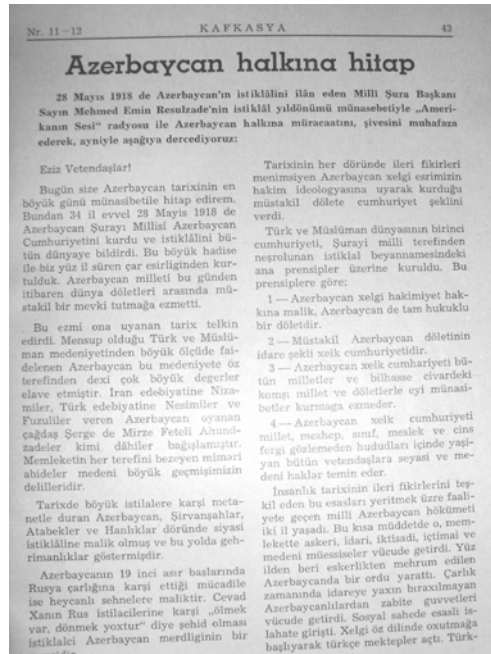 Nr. 11-12
KAFKASYA
43
Azerbaycan halkına hitap
28 Mayıs 1918 de Azerbaycan'ın istiklâlini ilân eden Millî Şura Başkanı
Sayın Mehmed Emin Resulzade'nin istiklâl yıldönümü münasebetiyle „Ameri-
kanın Sesi" radyosu ile Azerbaycan halkına müracaatını, şivesini muhafaza
ederek, ayniyle aşağıya dercediyoruz:
Eziz Vetendaşlar!
Bugün size Azerbaycan tarixinin en
böyük günü münasibetile hitap edirem.
Bundan 34 il evvel 28 Mayis 1918 de
Azerbaycan Şurayı Millisi Azerbaycan
Cumhuriyetini kurdu ve istiklâlini bü-
tün dünyaye bildirdi. Bu böyük hadise
ile biz yüz il süren çar esirliginden kur-
tulduk. Azerbaycan milleti bu günden
itibaren dünya döletleri arasında mü-
stakil bir mevki tutmağa ezmetti.
Bu ezmi ona uyanan tarix telkin
edirdi. Mensup olduğu Türk ve Müslü-
man medeniyetinden böyük ölçüde fai-
delenen Azerbaycan bu medeniyete öz
terefinden dexi çok böyük degerler
elave etmiştir. İran edebiyatine Niza-
miler, Türk edebiyatine Nesimiler ve
Fuzuliler veren Azerbaycan oyanan
çağdaş Şerge de Mirze Feteli Ahund-
zadeler kimi dâhiler bağışlamıştır.
Memleketin her terefini bezeyen mimari
abideler medeni böyük geçmişimizin
delilleridir.
Tarixde böyük istilalere karşi meta-
netle duran Azerbaycan, Şirvanşahlar,
Atabekler ve Hanlıklar döründe siyasi
istiklâline malik olmuş ve bu yolda geh-
rimanlıklar göstermişdir.
Azerbaycanın 19 inci asır başlarında
Rusya çarlığına karşi ettiği mücadile
ise heycanlı sehnelere maliktir. Cevad
Xanın Rus istilacilerine karşi „ölmek
var, dönmek yoxtur" diye şehid olması
istiklalci Azerbaycan merdliginin bir
Tarixinin her döründe ileri fikirleri
menimsiyen Azerbaycan xelgi esrimizin
hakim ideologyasına uyarak kurduğu
müstakil dölete cumhuriyet şeklini
verdi.
Türk ve Müslüman dünyasının birinci
cumhuriyeti, Şurayi milli terefinden
neşrolunan istiklal beyannamesindeki
ana prensipler üzerine kuruldu. Bu
prensiplere göre:
1 — Azerbaycan xelgi hakimiyet hak-
kına malik, Azerbaycan de tam hukuklu
bir döletdir.
2 — Müstakil Azerbaycan döletinin
idare şekli xelk cumhuriyetidir.
3 — Azerbaycan xelk cumhuriyeti bü-
tün milletler ve bilhasse civardeki
komşi millet ve döletlerle eyi münasi-
betler kurmaga ezmeder.
4 — Azerbaycan xelk cumhuriyeti
millet, mezhep, sınıf, meslek ve cins
fergi gözlemeden hududları içinde yaşi-
yan bütün vetendaşlara seyasi ve me-
deni haklar temin eder.
İnsanlık tarixinin ileri fikirlerini teş-
kil eden bu esasları yeritmek üzre faali-
yete geçen milli Azerbaycan hökümeti
iki il yaşadı. Bu kısa müddetde o, mem-
lekette askeri, idari, iktisadi, içtimai ve
medeni müessiseler vücude getirdi. Yüz
ilden beri eskerlikten mehrum edilen
Azerbaycanda bir ordu yarattı. Çarlık
zamanında idareye yaxın bıraxılmayan
Azerbaycanlılardan zabite guvvetleri
vücude getirdi. Sosyal sahede esaslı is-
lahate girişti. Xelgi öz dilinde oxutmağa
başlıyarak türkçe mektepler açtı. Türk-